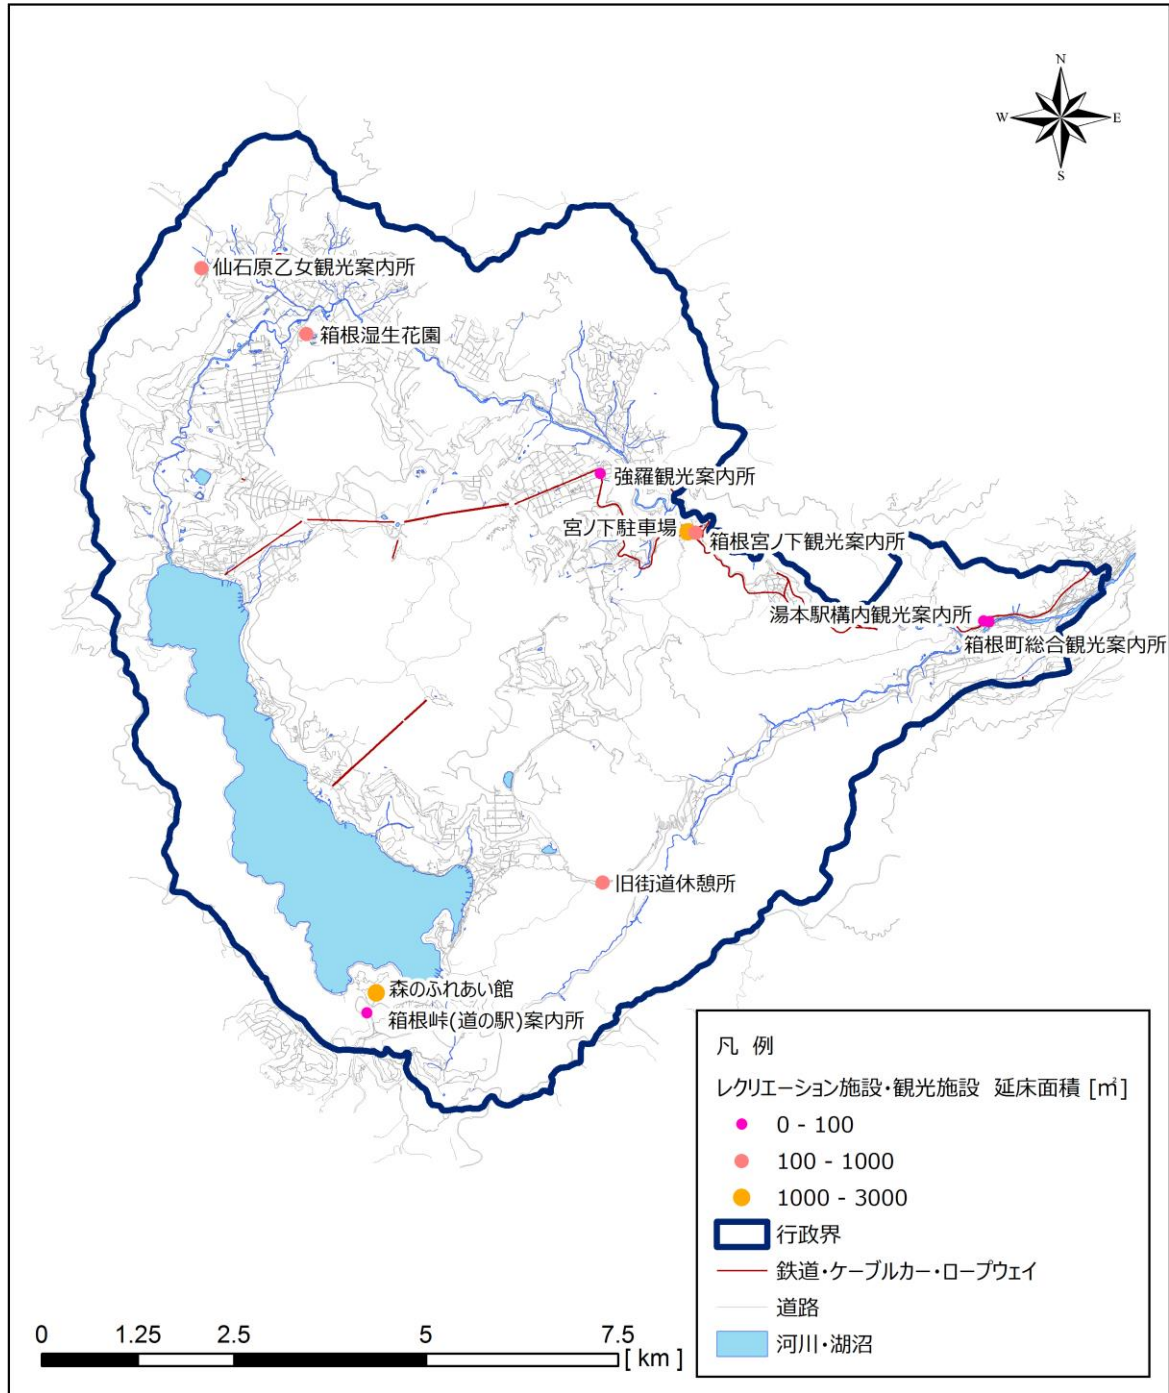 N
W
E
S
仙石原乙女観光案内所
箱根湿生花園
強羅観光案内所
宮ノ下駐車場
箱根宮ノ下観光案内所
湯本駅構内観光案内所
箱根町総合観光案内所
旧街道休憩所
森のふれあい館
箱根峠(道の駅)案内所
凡 例
レクリエーション施設・観光施設 延床面積 [㎡]
0 - 100
100 - 1000
1000 - 3000
行政界
鉄道・ケーブルカー・ロープウェイ
道路
河川・湖沼
0 1.25 2.5 5 7.5
[ km ]